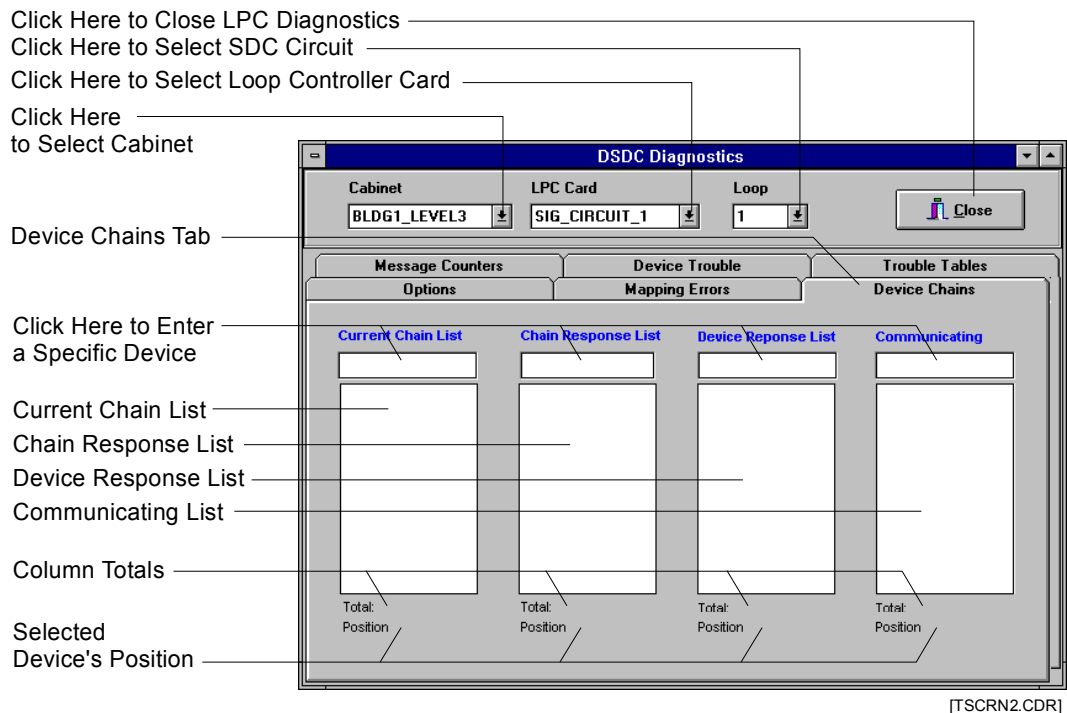 Click Here to Close LPC Diagnostics
Click Here to Select SDC Circuit
Click Here to Select Loop Controller Card
Click Here
to Select Cabinet
DSDC Diagnostics
Cabinet LPC Card Loop
BLDG1_LEVEL3 SIG_CIRCUIT_1 1 Close
Device Chains Tab
Message Counters Device Trouble Trouble Tables
Options Mapping Errors Device Chains
Click Here to Enter
a Specific Device
Current Chain List Chain Response List Device Reponse List Communicating
Current Chain List
Chain Response List
Device Response List
Communicating List
Column Totals
Total: Total: Total: Total:
Position Position Position Position
Selected
Device's Position
[TSCRN2.CDR]